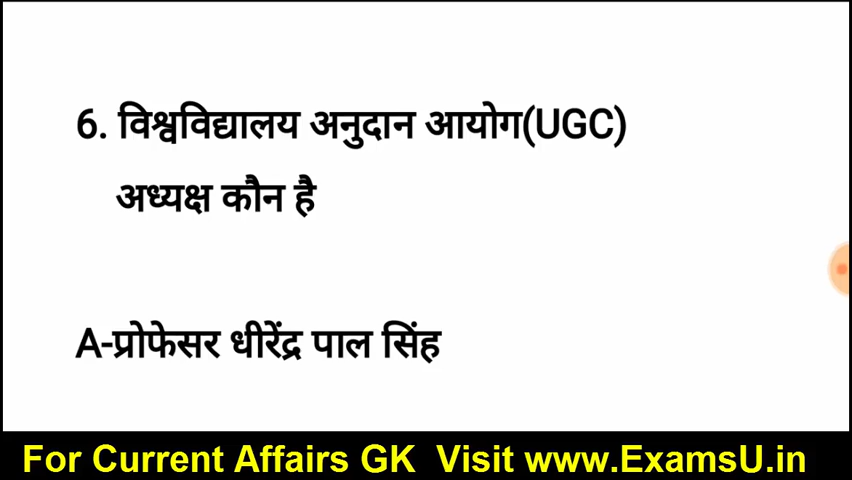 6. विश्वविद्यालय अनुदान आयोग(UGC)
अध्यक्ष कौन है
A-प्रोफेसर धीरेंद्र पाल सिंह
For Current Affairs GK Visit www.ExamsU.in